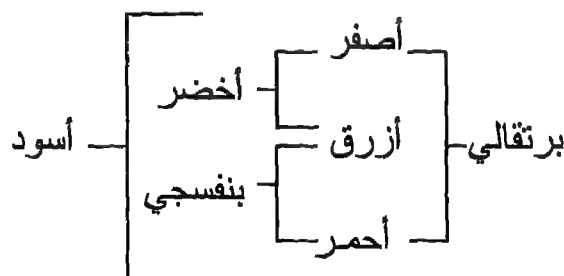 أصفر
أخضر
برتقالي
أزرق
أسود
بنفسجي
أحمر